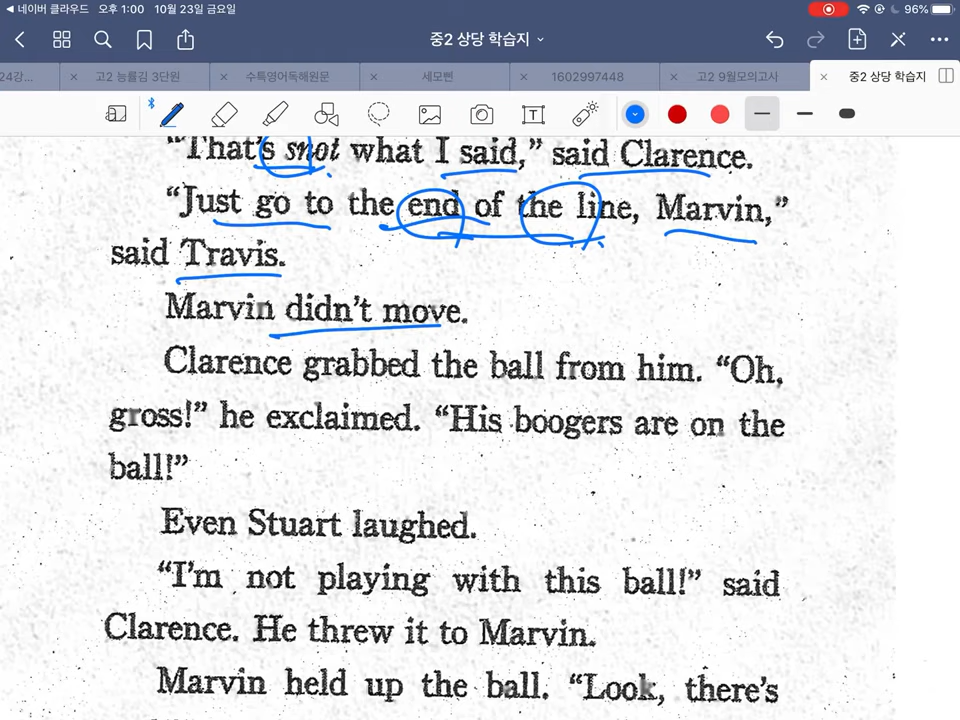 네이버 클라우드 오후 1:00 10월 23일 금요일 96%
중2 상당 학습지
24강... 고2 능률김 3단원 수특영어독해원문 세모삔 1602997448 고2 9월모의고사 중2 상당 학습지
“That’s snot what I said,” said Clarence.
“Just go to the end of the line, Marvin,”
said Travis.
Marvin didn’t move.
Clarence grabbed the ball from him. “Oh,
gross!” he exclaimed. “His boogers are on the
ball!”
Even Stuart laughed.
“I’m not playing with this ball!” said
Clarence. He threw it to Marvin.
Marvin held up the ball. “Look, there’s